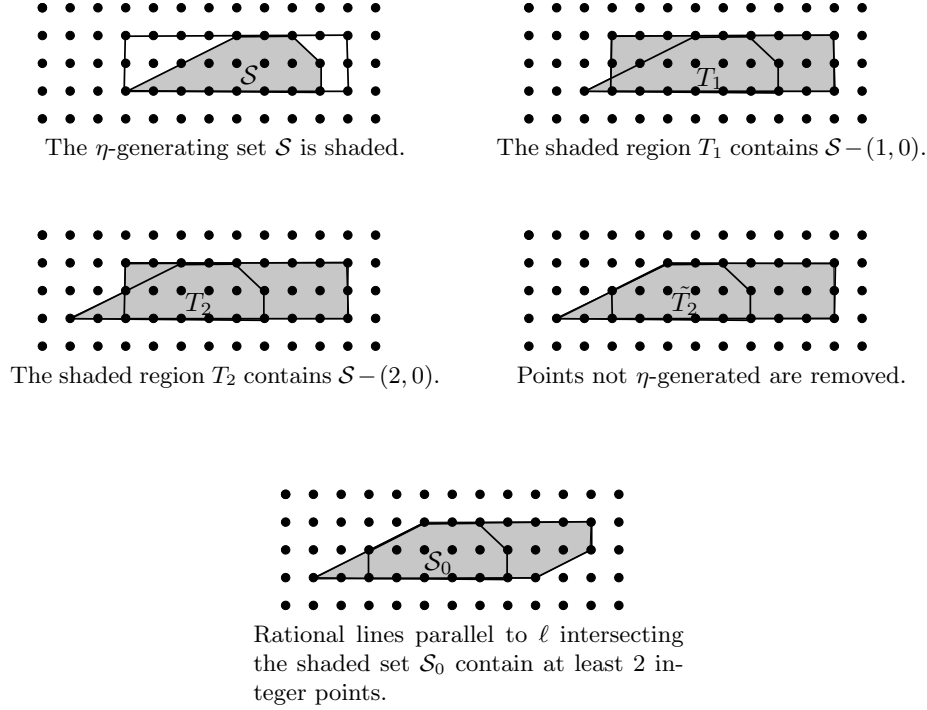 S
T₁
The η-generating set S is shaded.
The shaded region T₁ contains S−(1, 0).
T₂
T̃₂
The shaded region T₂ contains S−(2, 0).
Points not η-generated are removed.
S₀
Rational lines parallel to ℓ intersecting
the shaded set S₀ contain at least 2 in-
teger points.